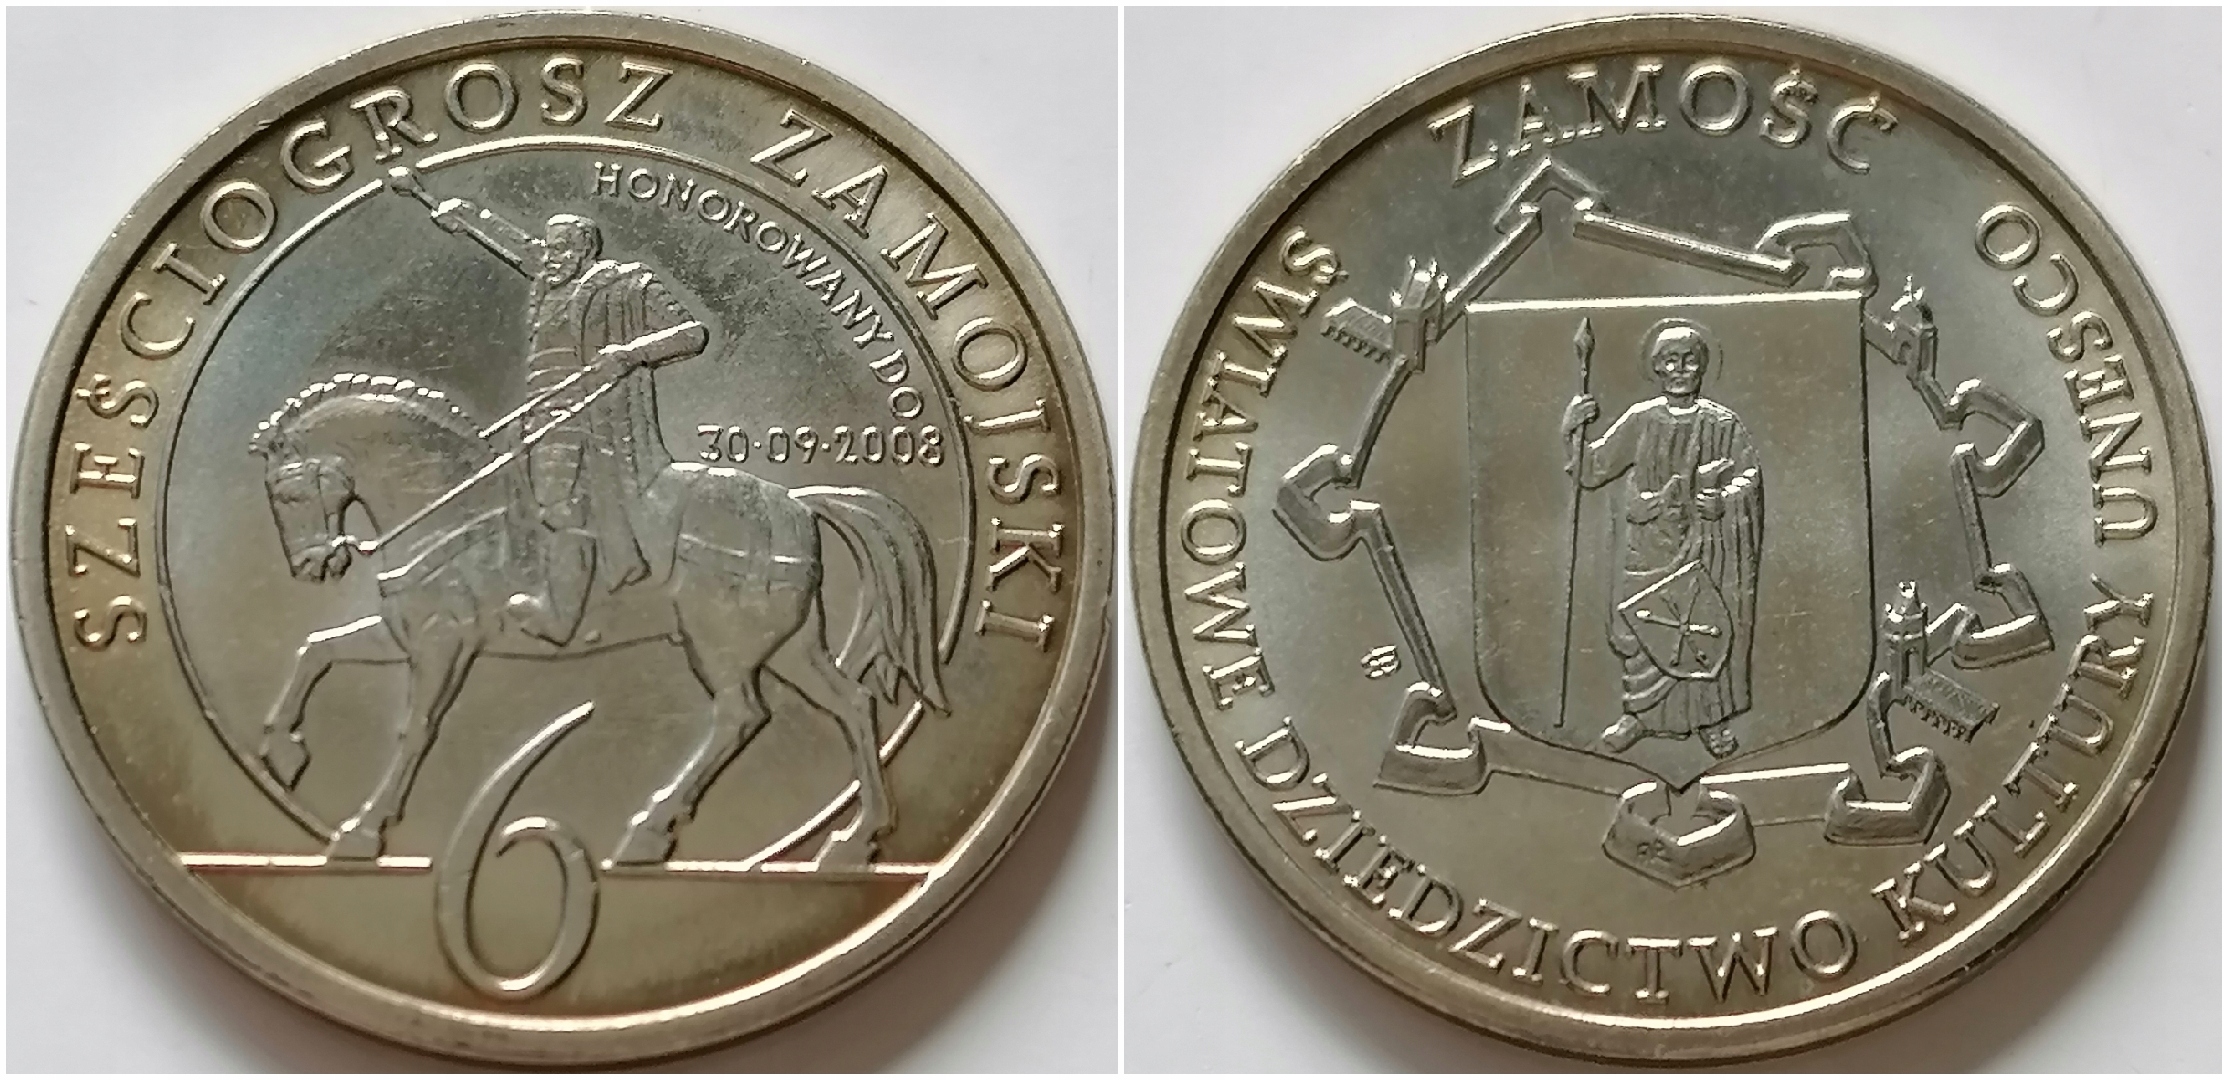 SZEŚCIOGROSZ ZAMOJSKI
HONOROWANY DO
30·09·2008
6
ZAMOŚĆ
ŚWIATOWE DZIEDZICTWO KULTURY UNESCO